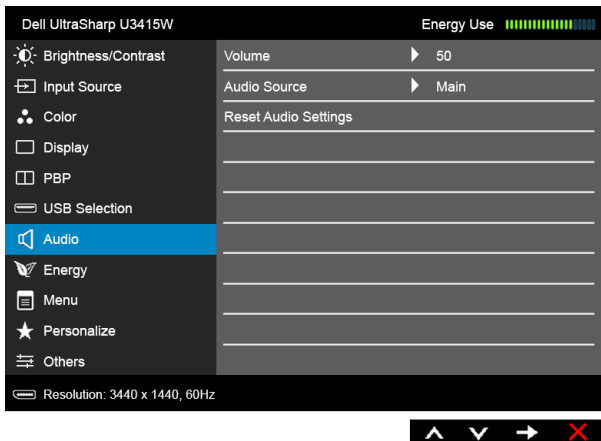 Dell UltraSharp U3415W Energy Use
Brightness/Contrast Volume 50
Input Source Audio Source Main
Color Reset Audio Settings
Display
PBP
USB Selection
Audio
Energy
Menu
Personalize
Others
Resolution: 3440 x 1440, 60Hz